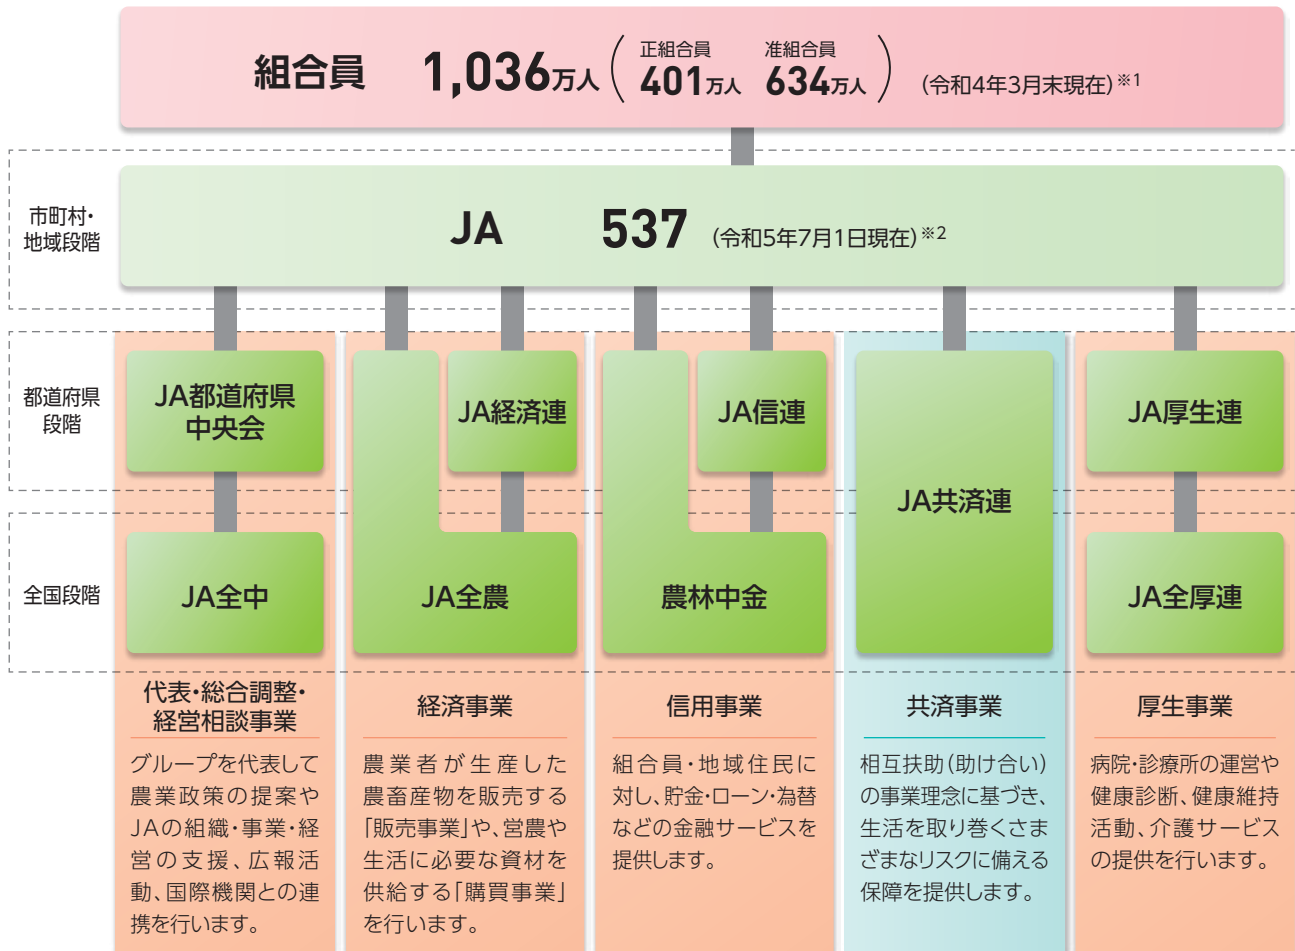 組合員 1,036万人 (正組合員 401万人 准組合員 634万人) (令和4年3月末現在)※1
市町村・
地域段階
JA 537 (令和5年7月1日現在)※2
都道府県
段階
JA都道府県
中央会
JA経済連
JA信連
JA共済連
JA厚生連
全国段階
JA全中
JA全農
農林中金
JA全厚連
代表・総合調整・
経営相談事業
グループを代表して
農業政策の提案や
JAの組織・事業・経
営の支援、広報活
動、国際機関との連
携を行います。
経済事業
農業者が生産した
農畜産物を販売する
「販売事業」や、営農や
生活に必要な資材を
供給する「購買事業」
を行います。
信用事業
組合員・地域住民に
対し、貯金・ローン・為替
などの金融サービスを
提供します。
共済事業
相互扶助(助け合い)
の事業理念に基づき、
生活を取り巻くさま
ざまなリスクに備える
保障を提供します。
厚生事業
病院・診療所の運営や
健康診断、健康維持
活動、介護サービス
の提供を行います。